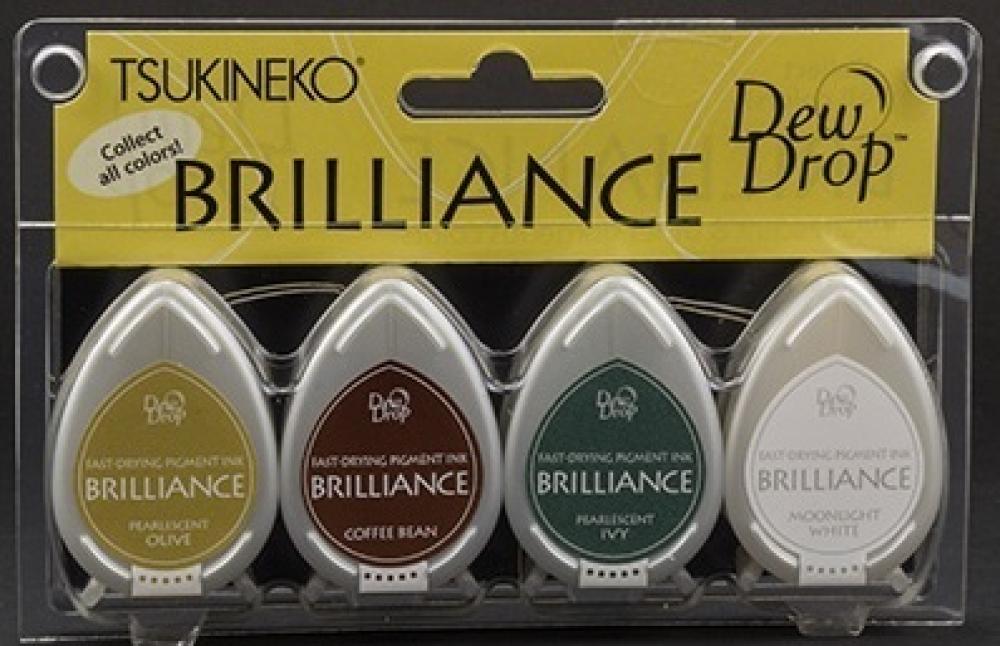 TSUKINEKO®
Collect
all colors!
BRILLIANCE
Dew
Drop™
Dew
Drop
FAST-DRYING PIGMENT INK
BRILLIANCE
PEARLESCENT
OLIVE
Dew
Drop
FAST-DRYING PIGMENT INK
BRILLIANCE
COFFEE BEAN
Dew
Drop
FAST-DRYING PIGMENT INK
BRILLIANCE
PEARLESCENT
IVY
Dew
Drop
FAST-DRYING PIGMENT INK
BRILLIANCE
MOONLIGHT
WHITE